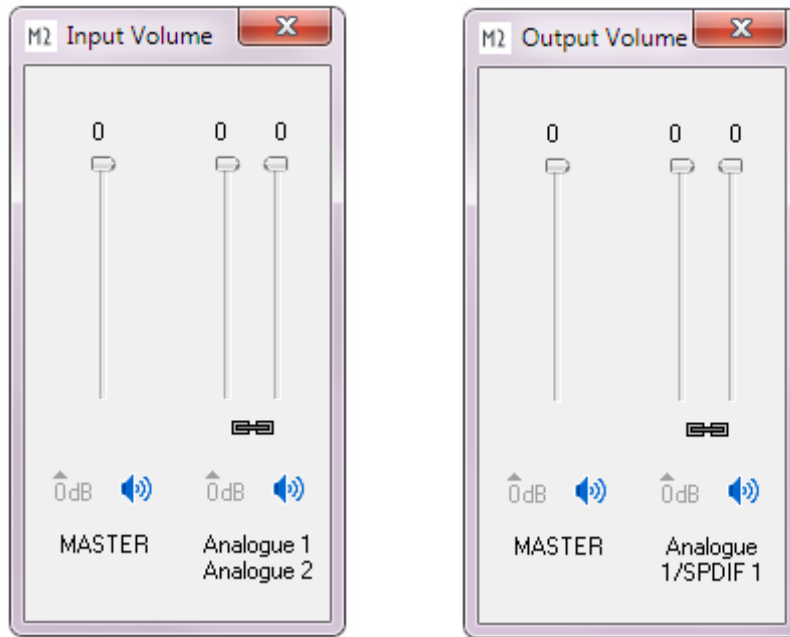 M2 Input Volume
0 0 0
0dB 0dB
MASTER
Analogue 1
Analogue 2
M2 Output Volume
0 0 0
0dB 0dB
MASTER
Analogue
1/SPDIF 1